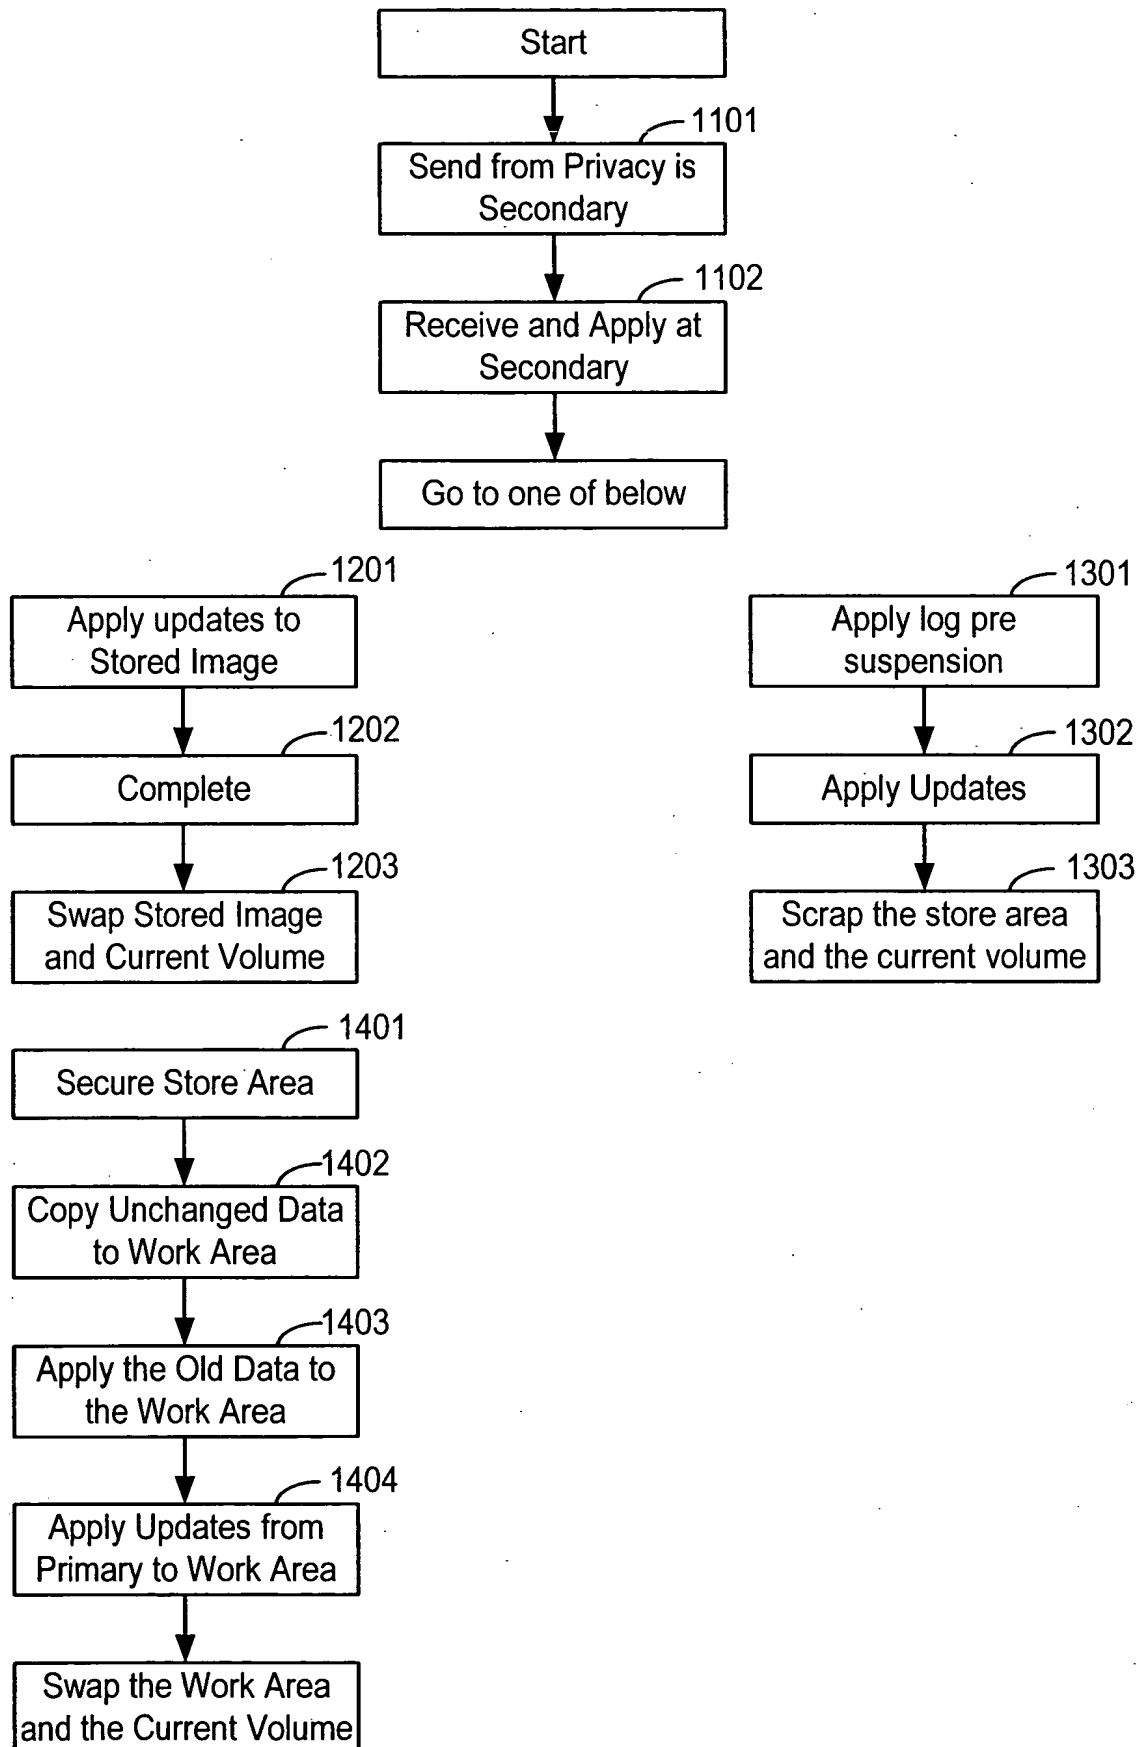 Start
1101
Send from Privacy is
Secondary
1102
Receive and Apply at
Secondary
Go to one of below
1201
Apply updates to
Stored Image
1202
Complete
1203
Swap Stored Image
and Current Volume
1301
Apply log pre
suspension
1302
Apply Updates
1303
Scrap the store area
and the current volume
1401
Secure Store Area
1402
Copy Unchanged Data
to Work Area
1403
Apply the Old Data to
the Work Area
1404
Apply Updates from
Primary to Work Area
Swap the Work Area
and the Current Volume